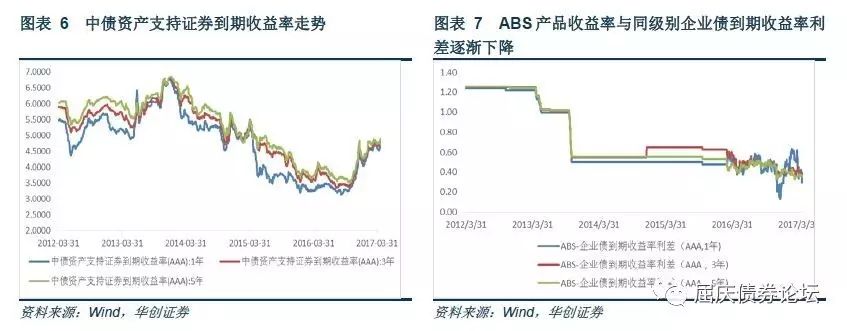 图表 6 中债资产支持证券到期收益率走势
7.0000
6.0000
5.5000
5.0000
4.5000
4.0000
3.5000
3.0000
2.5000
2.0000
2012-03-31 2013-03-31 2014-03-31 2015-03-31 2016-03-31 2017-03-31
中债资产支持证券到期收益率(AAA):1年 中债资产支持证券到期收益率(AAA):3年
中债资产支持证券到期收益率(AAA):5年
资料来源：Wind，华创证券
图表 7 ABS 产品收益率与同级别企业债到期收益率利
差逐渐下降
1.40
1.20
1.00
0.80
0.60
0.40
0.20
0.00
2012/3/31 2013/3/31 2014/3/31 2015/3/31 2016/3/31 2017/3/3
ABS-企业债到期收益率利差（AAA,1年）
ABS-企业债到期收益率利差（AAA，3年）
ABS-企业债到期收益率利差（AAA，5年）
资料来源：Wind，华创证券
屈庆债券论坛